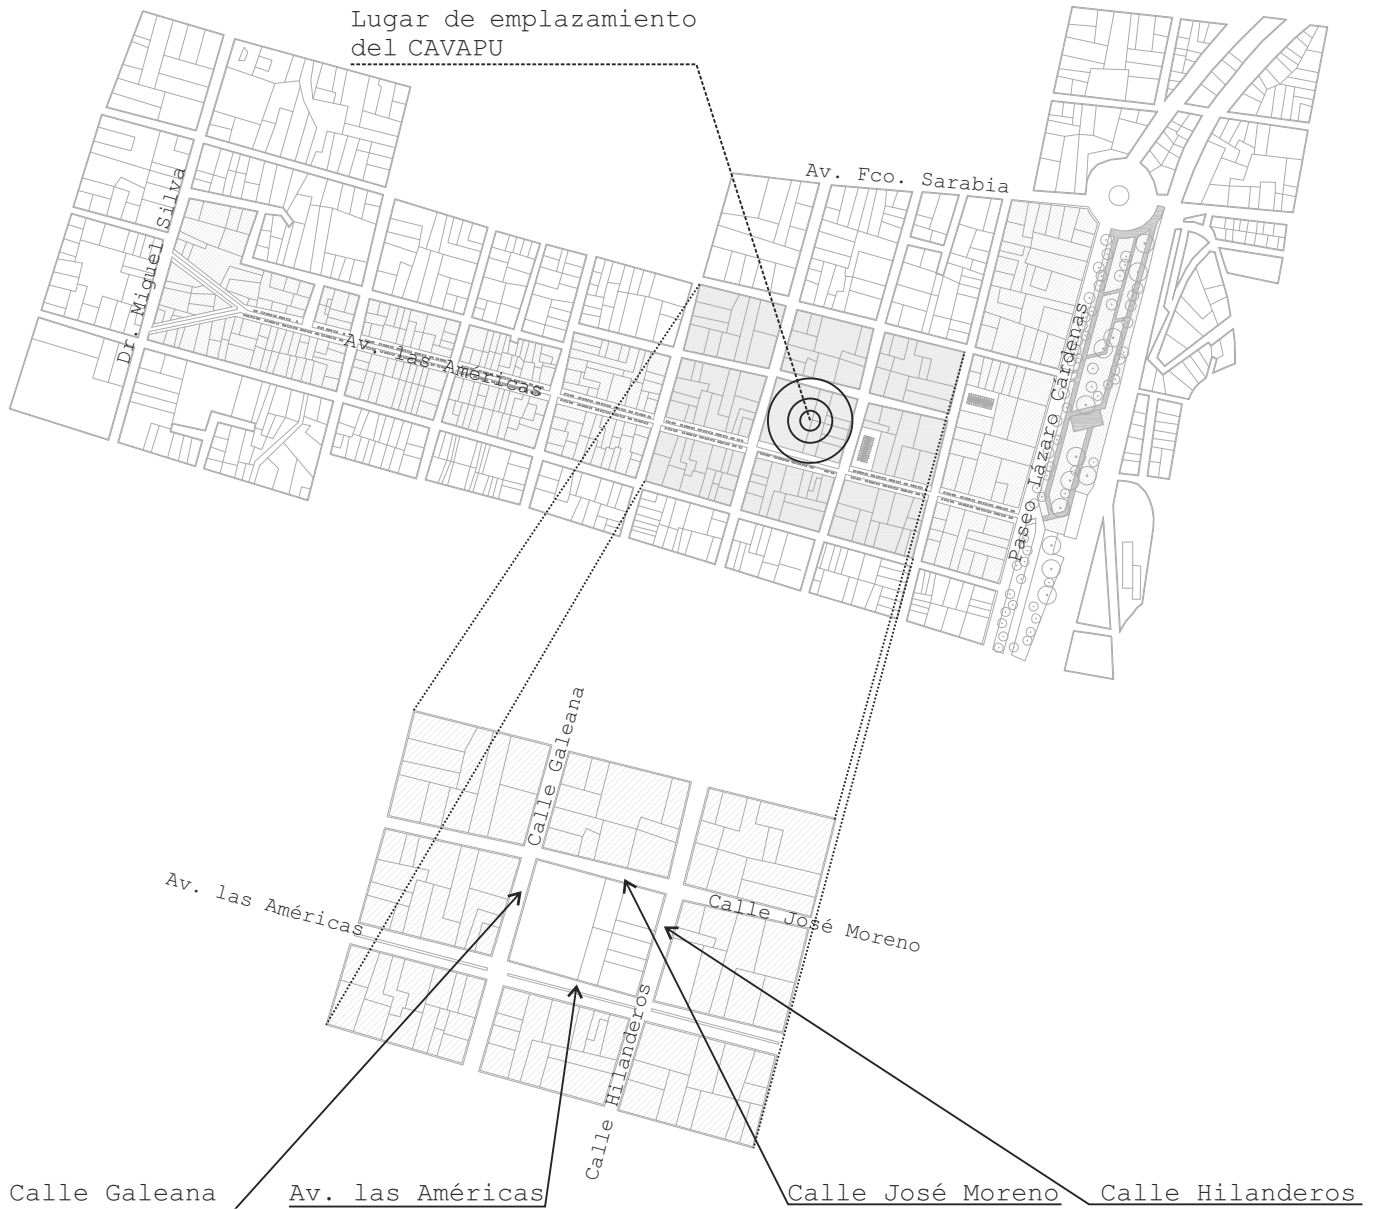 Lugar de emplazamiento
del CAVAPU
Av. Fco. Sarabia
Dr. Miguel Silva
Av. las Américas
Paseo Lázaro Cárdenas
Calle Galeana
Av. las Américas
Calle José Moreno
Calle Hilanderos
Calle Galeana
Av. las Américas
Calle José Moreno
Calle Hilanderos